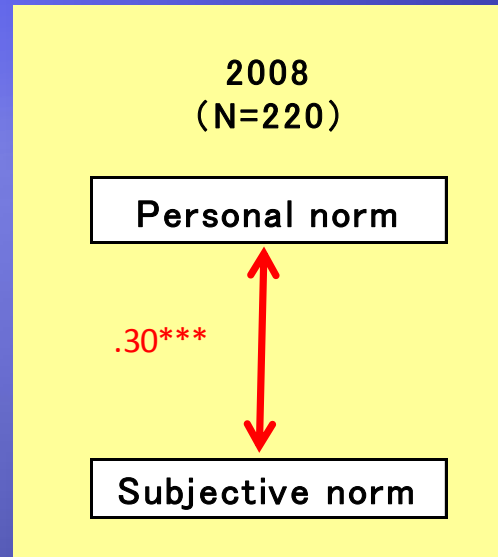 2008
(N=220)
Personal norm
.30***
Subjective norm